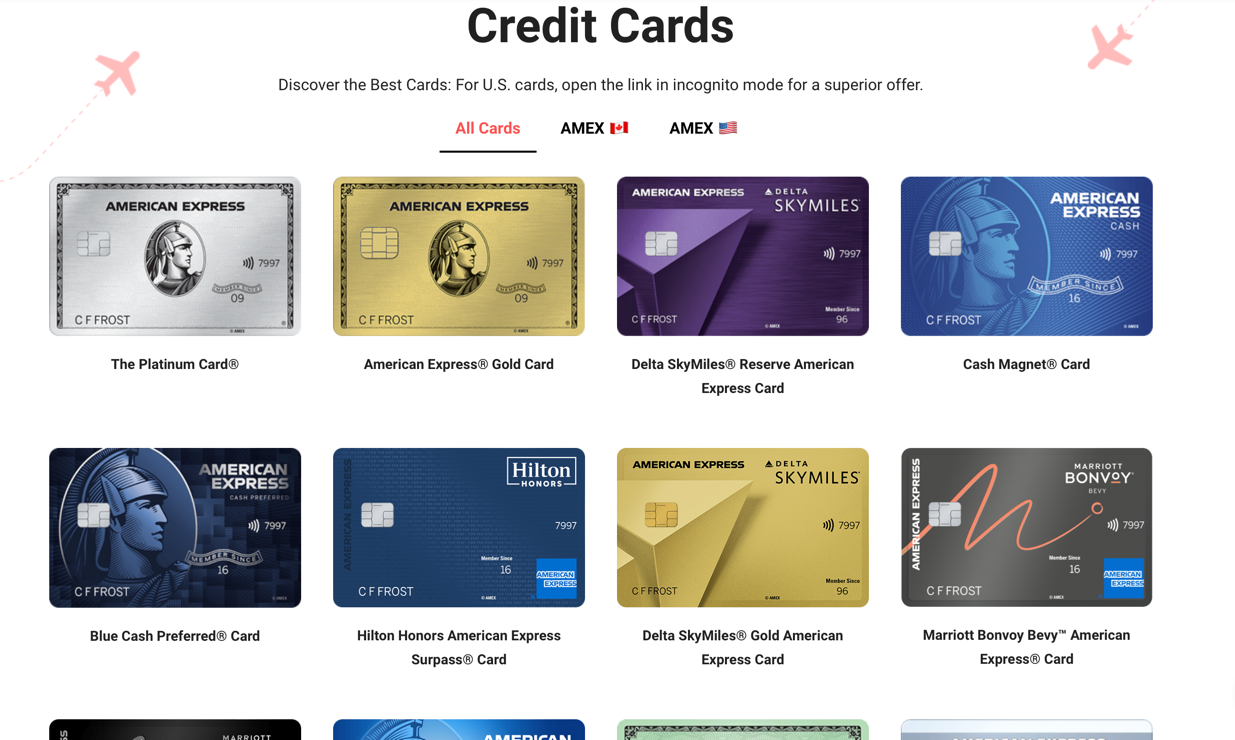 Credit Cards
Discover the Best Cards: For U.S. cards, open the link in incognito mode for a superior offer.
All Cards
AMEX 🇨🇦
AMEX 🇺🇸
AMERICAN EXPRESS
7997
MEMBER SINCE
09
C F FROST
© AMEX
The Platinum Card®
AMERICAN EXPRESS
7997
MEMBER SINCE
09
C F FROST
© AMEX
American Express® Gold Card
AMERICAN EXPRESS
DELTA
SKYMILES
7997
Member Since
96
C F FROST
© AMEX
Delta SkyMiles® Reserve American
Express Card
AMERICAN
EXPRESS
CASH
7997
MEMBER SINCE
16
C F FROST
© AMEX
Cash Magnet® Card
AMERICAN
EXPRESS
CASH PREFERRED
7997
MEMBER SINCE
16
C F FROST
© AMEX
Blue Cash Preferred® Card
AMERICAN EXPRESS
Hilton
HONORS
7997
Member Since
16
C F FROST
© AMEX
AMERICAN
EXPRESS
Hilton Honors American Express
Surpass® Card
AMERICAN EXPRESS
DELTA
SKYMILES
7997
Member Since
96
C F FROST
© AMEX
Delta SkyMiles® Gold American
Express Card
AMERICAN EXPRESS
MARRIOTT
BONVOY
BEVY
7997
Member Since
16
C F FROST
© AMEX
AMERICAN
EXPRESS
Marriott Bonvoy Bevy™ American
Express® Card
MARRIOTT
AMERICAN